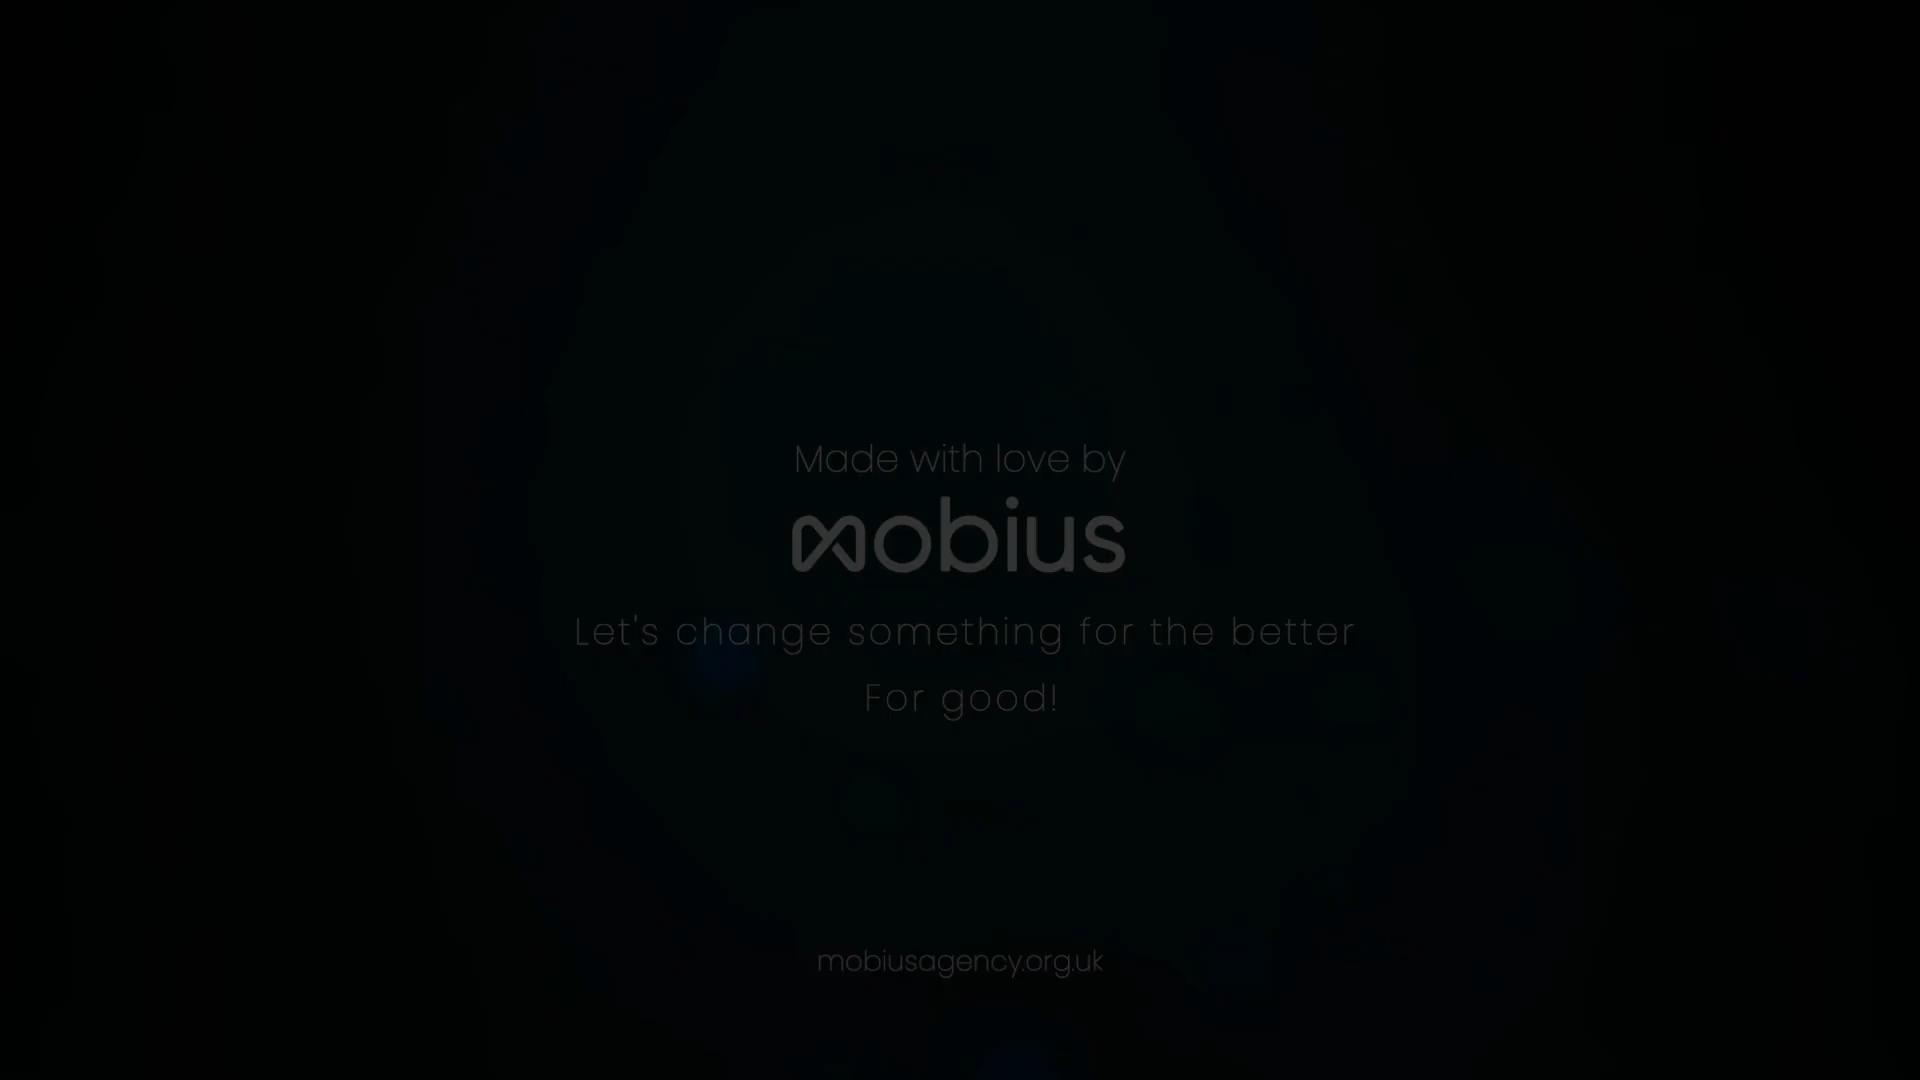 Made with love by
mobius
Let's change something for the better
For good!
mobiusagency.org.uk